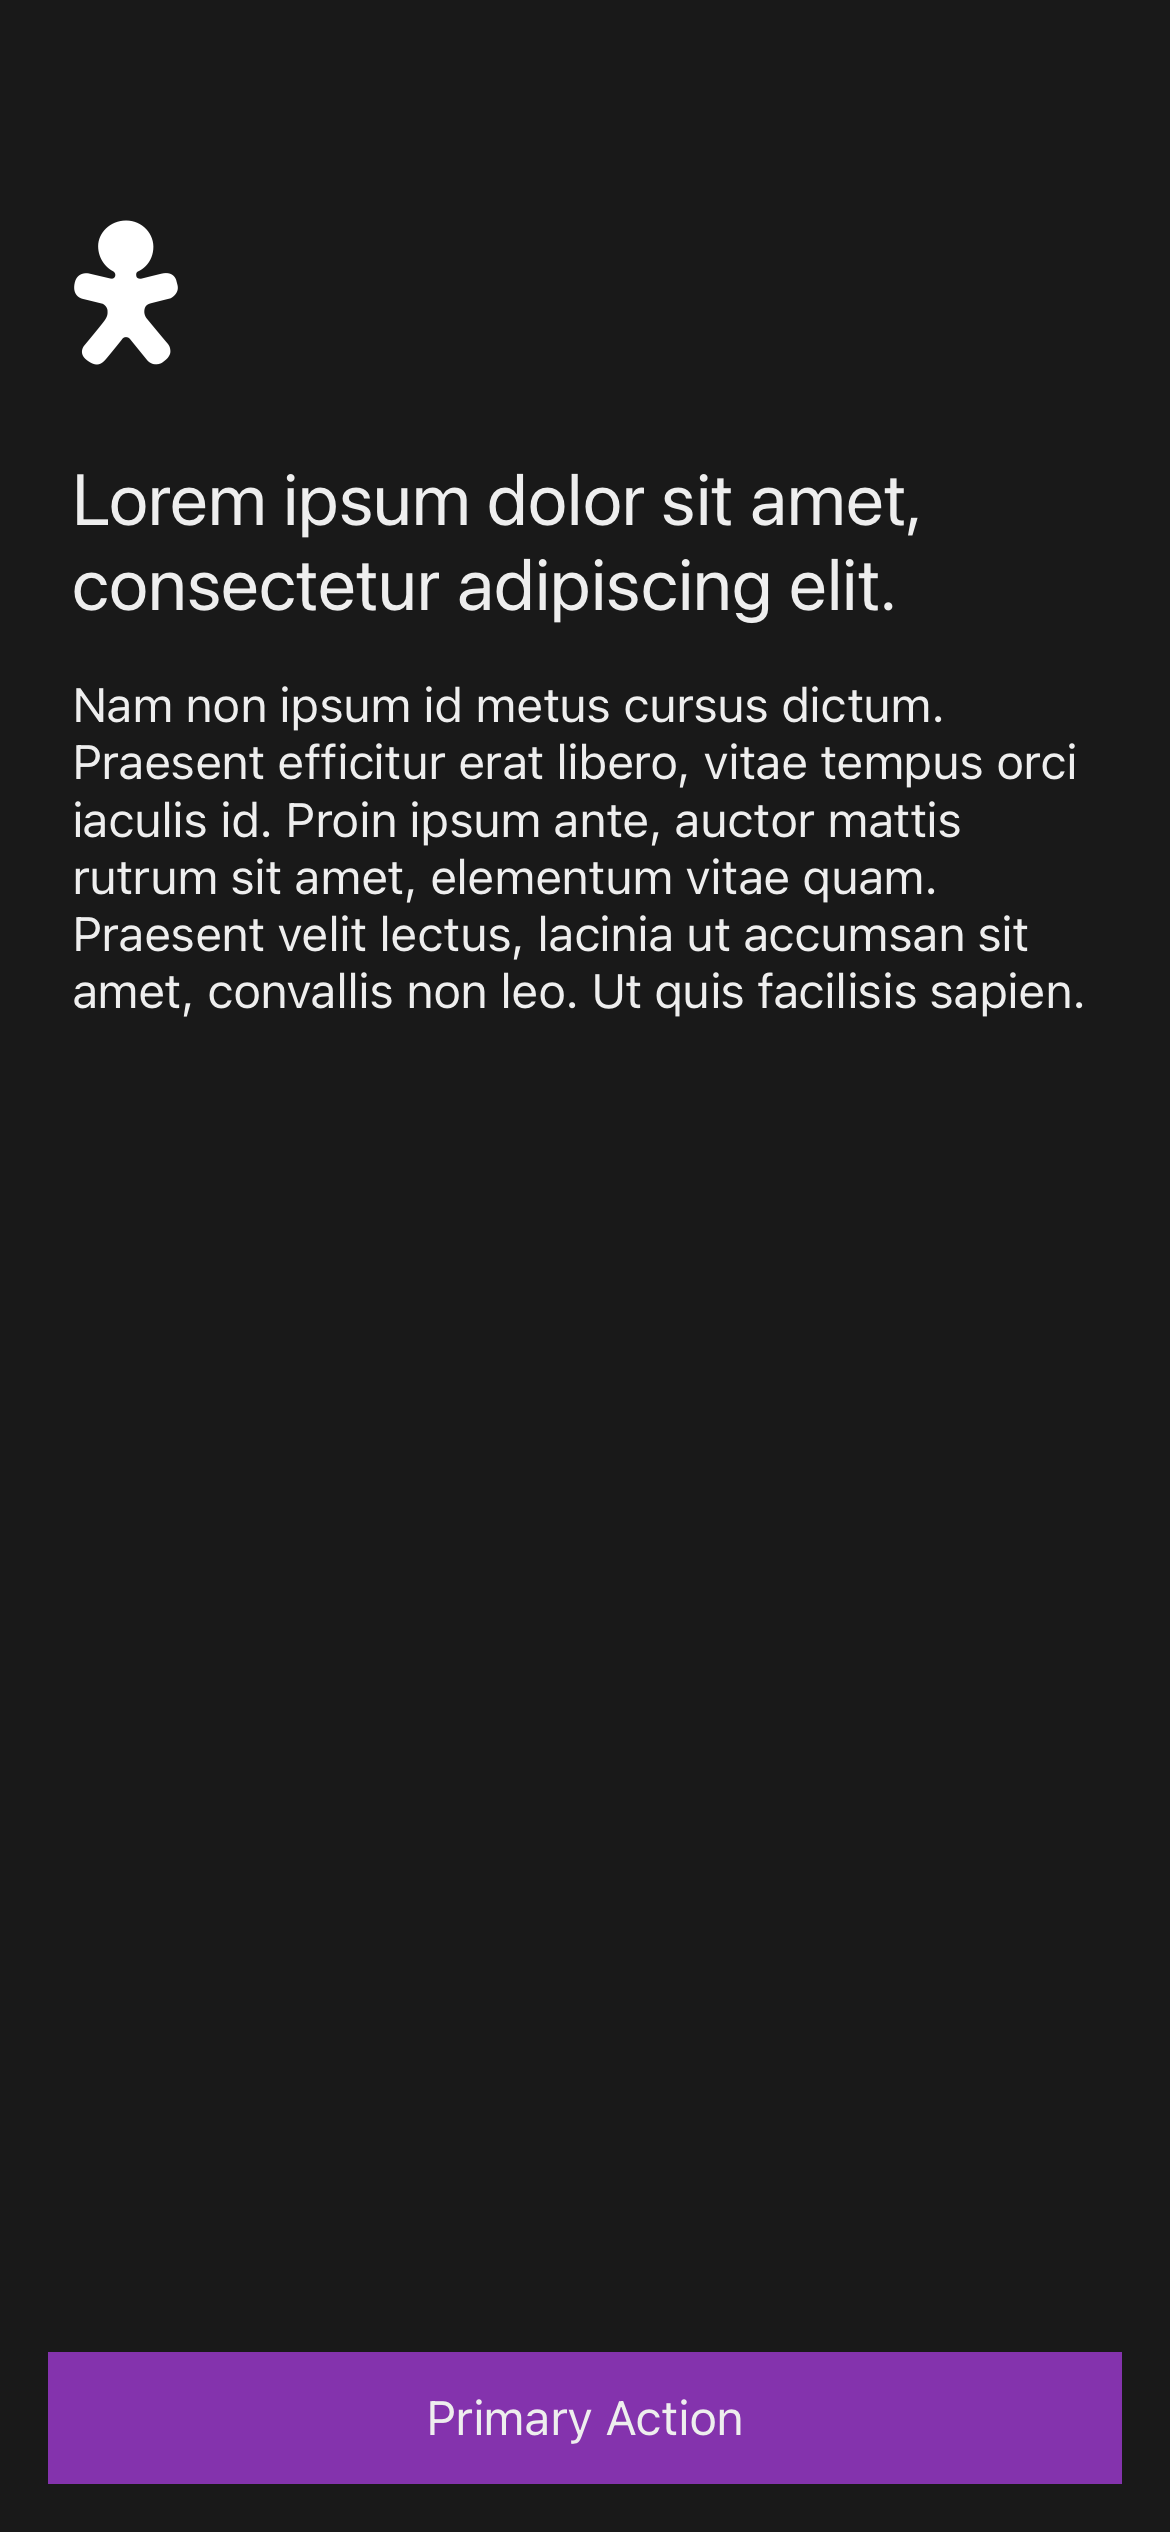 Lorem ipsum dolor sit amet,
consectetur adipiscing elit.
Nam non ipsum id metus cursus dictum.
Praesent efficitur erat libero, vitae tempus orci
iaculis id. Proin ipsum ante, auctor mattis
rutrum sit amet, elementum vitae quam.
Praesent velit lectus, lacinia ut accumsan sit
amet, convallis non leo. Ut quis facilisis sapien.
Primary Action